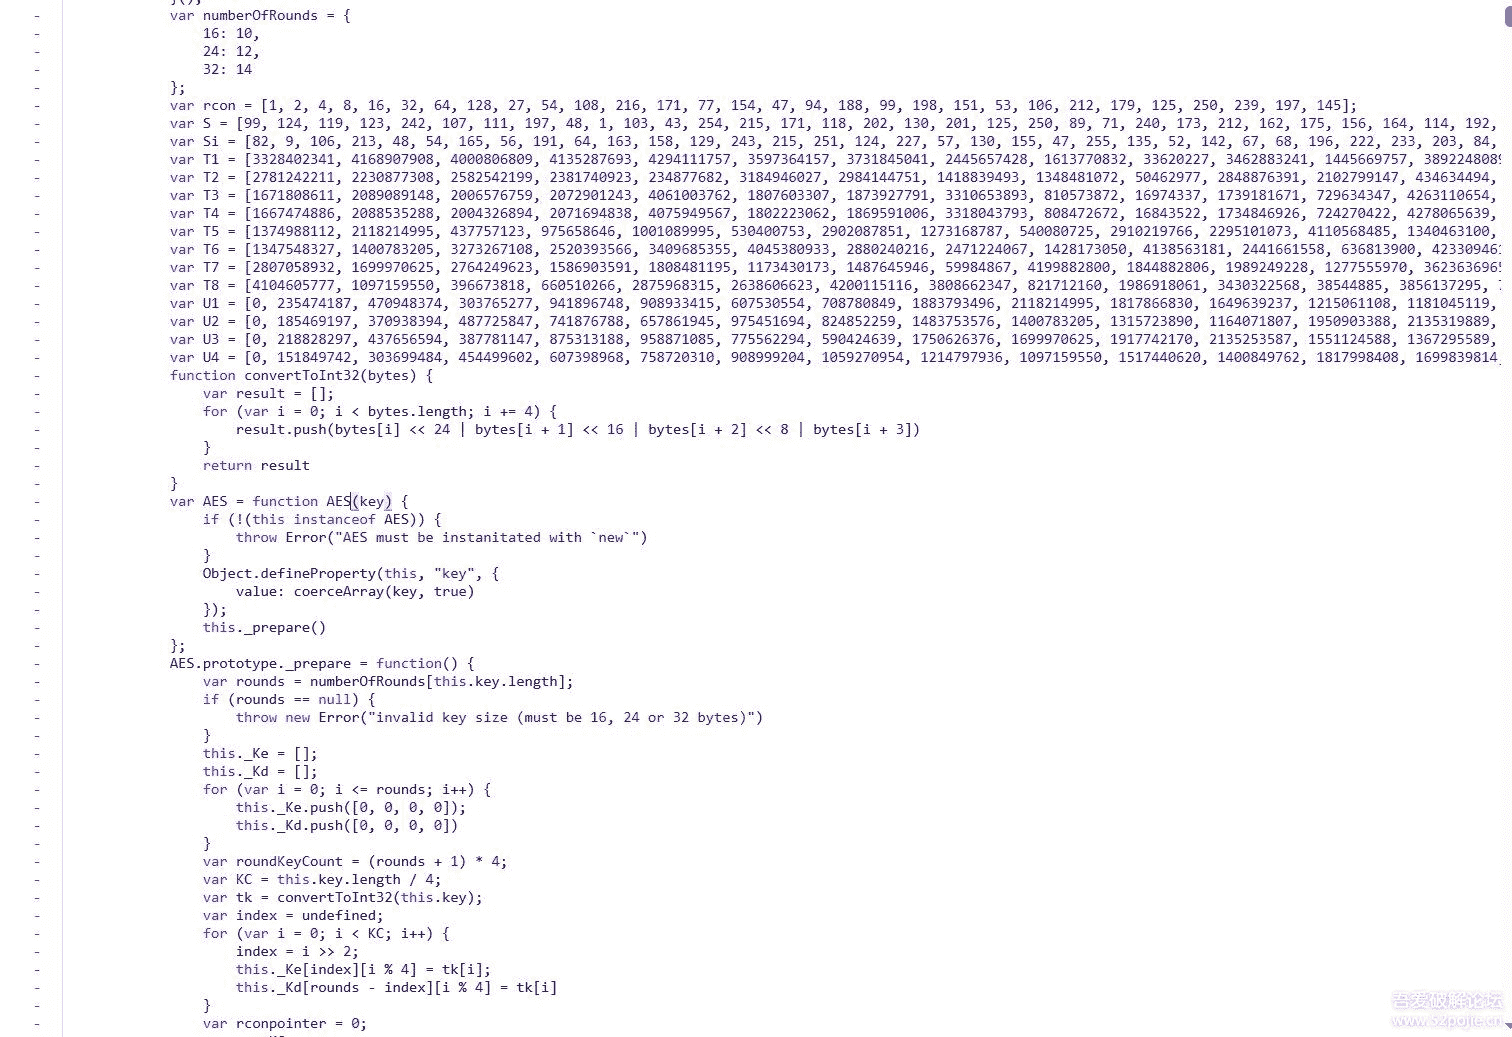 var numberOfRounds = {
16: 10,
24: 12,
32: 14
};
var rcon = [1, 2, 4, 8, 16, 32, 64, 128, 27, 54, 108, 216, 171, 77, 154, 47, 94, 188, 99, 198, 151, 53, 106, 212, 179, 125, 250, 239, 197, 145];
var S = [99, 124, 119, 123, 242, 107, 111, 197, 48, 1, 103, 43, 254, 215, 171, 118, 202, 130, 201, 125, 250, 89, 71, 240, 173, 212, 162, 175, 156, 164, 114, 192,
var Si = [82, 9, 106, 213, 48, 54, 165, 56, 191, 64, 163, 158, 129, 243, 215, 251, 124, 227, 57, 130, 155, 47, 255, 135, 52, 142, 67, 68, 196, 222, 233, 203, 84,
var T1 = [3328402341, 4168907908, 4000806809, 4135287693, 4294111757, 3597364157, 3731845041, 2445657428, 1613770832, 33620227, 3462883241, 1445669757, 389224808
var T2 = [2781242211, 2230877308, 2582542199, 2381740923, 234877682, 3184946027, 2984144751, 1418839493, 1348481072, 50462977, 2848876391, 2102799147, 434634494,
var T3 = [1671808611, 2089089148, 2006576759, 2072901243, 4061003762, 1807603307, 1873927791, 3310653893, 810573872, 16974337, 1739181671, 729634347, 4263110654,
var T4 = [1667474886, 2088535288, 2004326894, 2071694838, 4075949567, 1802223062, 1869591006, 3318043793, 808472672, 16843522, 1734846926, 724270422, 4278065639,
var T5 = [1374988112, 2118214995, 437757123, 975658646, 1001089995, 530400753, 2902087851, 1273168787, 540080725, 2910219766, 2295101073, 4110568485, 1340463100,
var T6 = [1347548327, 1400783205, 3273267108, 2520393566, 3409685355, 4045380933, 2880240216, 2471224067, 1428173050, 4138563181, 2441661558, 636813900, 42330946
var T7 = [2807058932, 1699970625, 2764249623, 1586903591, 1808481195, 1173430173, 1487645946, 59984867, 4199882800, 1844882806, 1989249228, 1277555970, 362363696
var T8 = [4104605777, 1097159550, 396673818, 660510266, 2875968315, 2638606623, 4200115116, 3808662347, 821712160, 1986918061, 3430322568, 38544885, 3856137295,
var U1 = [0, 235474187, 470948374, 303765277, 941896748, 908933415, 607530554, 708780849, 1883793496, 2118214995, 1817866830, 1649639237, 1215061108, 1181045119,
var U2 = [0, 185469197, 370938394, 487725847, 741876788, 657861945, 975451694, 824852259, 1483753576, 1400783205, 1315723890, 1164071807, 1950903388, 2135319889,
var U3 = [0, 218828297, 437656594, 387781147, 875313188, 958871085, 775562294, 590424639, 1750626376, 1699970625, 1917742170, 2135253587, 1551124588, 1367295589,
var U4 = [0, 151849742, 303699484, 454499602, 607398968, 758720310, 908999204, 1059270954, 1214797936, 1097159550, 1517440620, 1400849762, 1817998408, 1699839814
function convertToInt32(bytes) {
var result = [];
for (var i = 0; i < bytes.length; i += 4) {
result.push(bytes[i] << 24 | bytes[i + 1] << 16 | bytes[i + 2] << 8 | bytes[i + 3])
}
return result
}
var AES = function AES(key) {
if (!(this instanceof AES)) {
throw Error("AES must be instanitated with `new`")
}
Object.defineProperty(this, "key", {
value: coerceArray(key, true)
});
this._prepare()
};
AES.prototype._prepare = function() {
var rounds = numberOfRounds[this.key.length];
if (rounds == null) {
throw new Error("invalid key size (must be 16, 24 or 32 bytes)")
}
this._Ke = [];
this._Kd = [];
for (var i = 0; i <= rounds; i++) {
this._Ke.push([0, 0, 0, 0]);
this._Kd.push([0, 0, 0, 0])
}
var roundKeyCount = (rounds + 1) * 4;
var KC = this.key.length / 4;
var tk = convertToInt32(this.key);
var index = undefined;
for (var i = 0; i < KC; i++) {
index = i >> 2;
this._Ke[index][i % 4] = tk[i];
this._Kd[rounds - index][i % 4] = tk[i]
}
var rconpointer = 0;
吾爱破解论坛
www.52pojie.cn